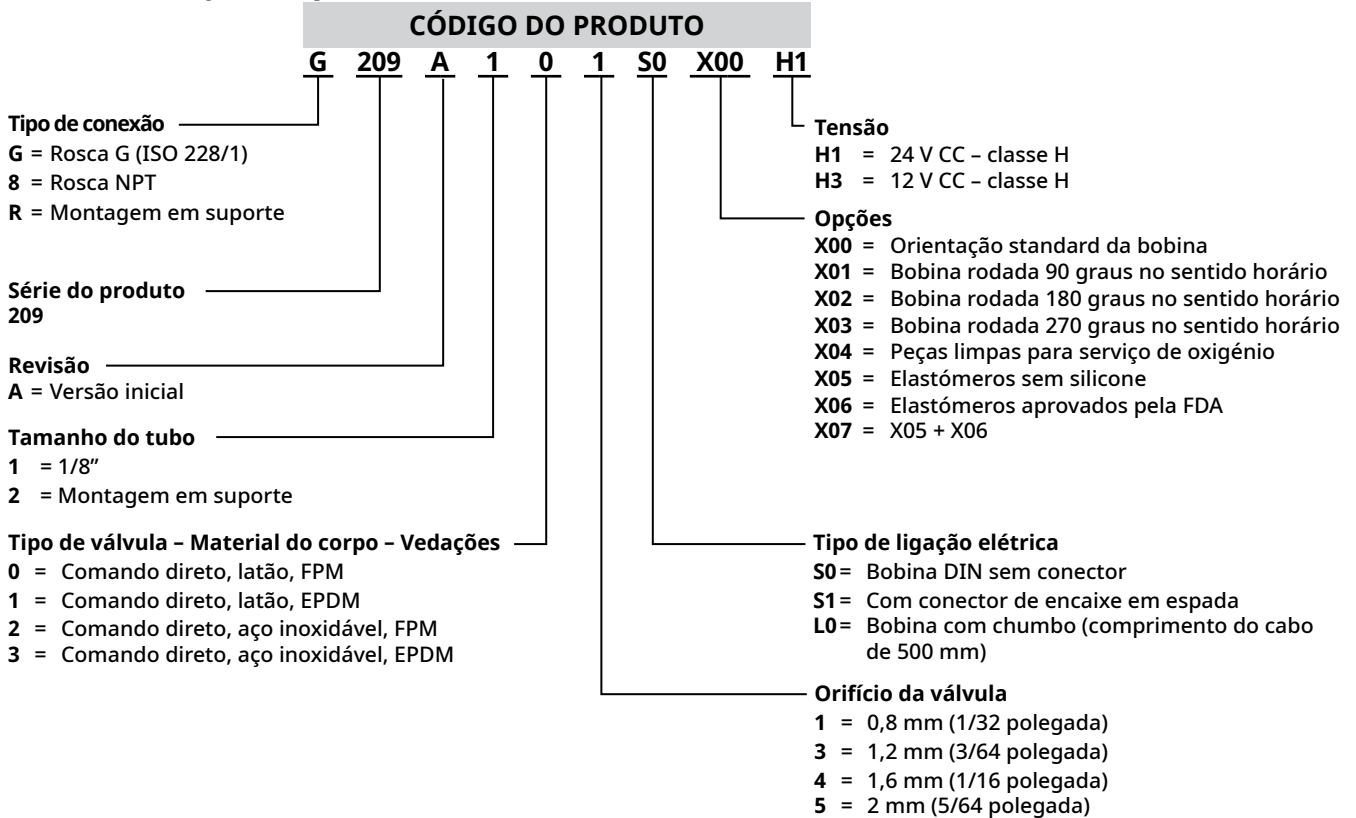 CÓDIGO DO PRODUTO
G 209 A 1 0 1 S0 X00 H1
Tipo de conexão
G = Rosca G (ISO 228/1)
8 = Rosca NPT
R = Montagem em suporte
Série do produto
209
Revisão
A = Versão inicial
Tamanho do tubo
1 = 1/8”
2 = Montagem em suporte
Tipo de válvula – Material do corpo – Vedações
0 = Comando direto, latão, FPM
1 = Comando direto, latão, EPDM
2 = Comando direto, aço inoxidável, FPM
3 = Comando direto, aço inoxidável, EPDM
Tensão
H1 = 24 V CC – classe H
H3 = 12 V CC – classe H
Opções
X00 = Orientação standard da bobina
X01 = Bobina rodada 90 graus no sentido horário
X02 = Bobina rodada 180 graus no sentido horário
X03 = Bobina rodada 270 graus no sentido horário
X04 = Peças limpas para serviço de oxigénio
X05 = Elastómeros sem silicone
X06 = Elastómeros aprovados pela FDA
X07 = X05 + X06
Tipo de ligação elétrica
S0 = Bobina DIN sem conector
S1 = Com conector de encaixe em espada
L0 = Bobina com chumbo (comprimento do cabo
de 500 mm)
Orifício da válvula
1 = 0,8 mm (1/32 polegada)
3 = 1,2 mm (3/64 polegada)
4 = 1,6 mm (1/16 polegada)
5 = 2 mm (5/64 polegada)